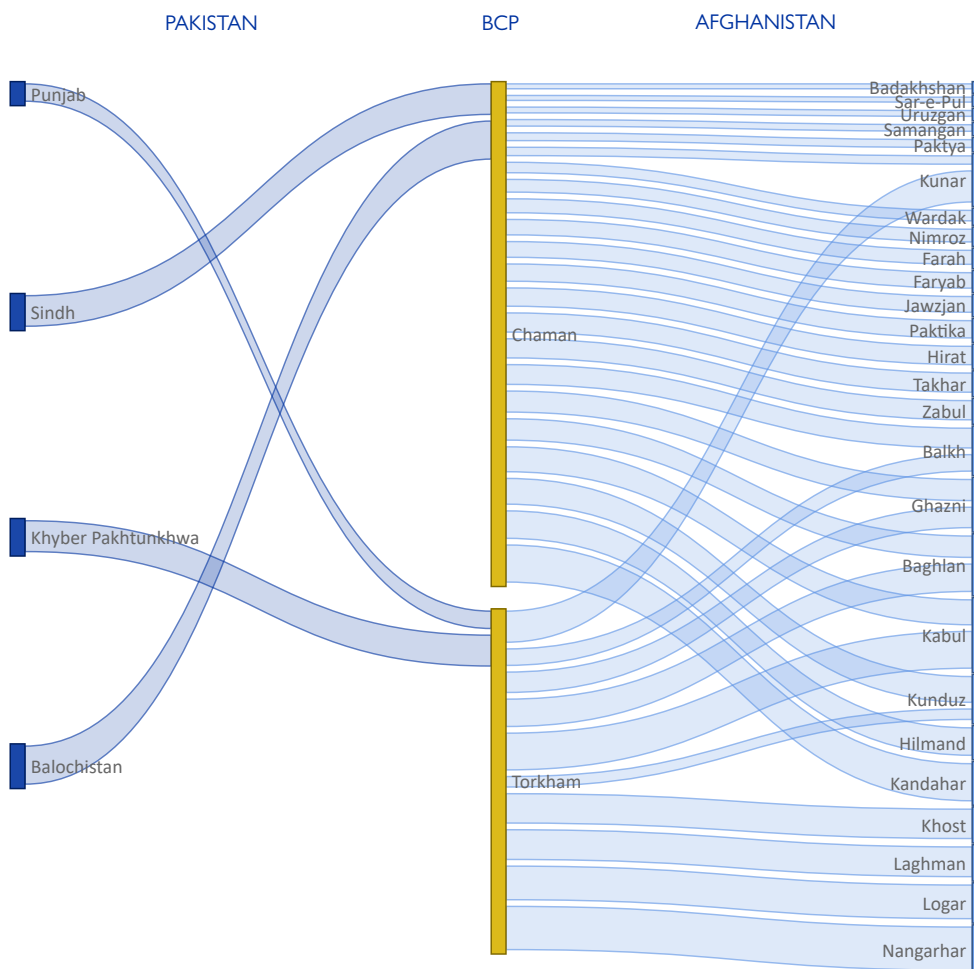 PAKISTAN
BCP
AFGHANISTAN
Punjab
Sindh
Khyber Pakhtunkhwa
Balochistan
Chaman
Torkham
Badakhshan
Sar-e-Pul
Uruzgan
Samangan
Paktya
Kunar
Wardak
Nimroz
Farah
Faryab
Jawzjan
Paktika
Hirat
Takhar
Zabul
Balkh
Ghazni
Baghlan
Kabul
Kunduz
Hilmand
Kandahar
Khost
Laghman
Logar
Nangarhar